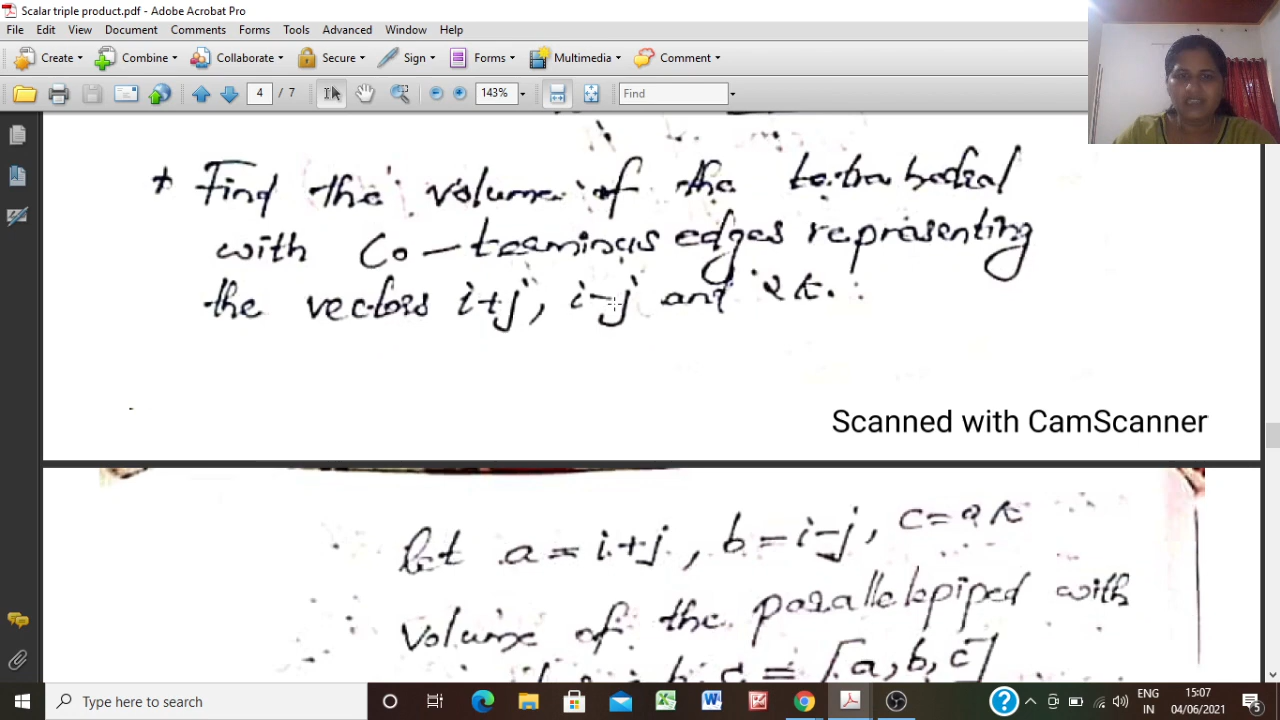 Scalar triple product.pdf - Adobe Acrobat Pro
File Edit View Document Comments Forms Tools Advanced Window Help
Create Combine Collaborate Secure Sign Forms Multimedia Comment
4 / 7 143% Find
Find the volume of the tetrahedral
with Co-terminus edges representing
the vectors i+j, i-j and 2k.
Scanned with CamScanner
let a = i+j, b = i-j, c = 2k
volume of the parallelepiped with
= [a, b, c]
Type here to search
ENG 15:07
IN 04/06/2021 5